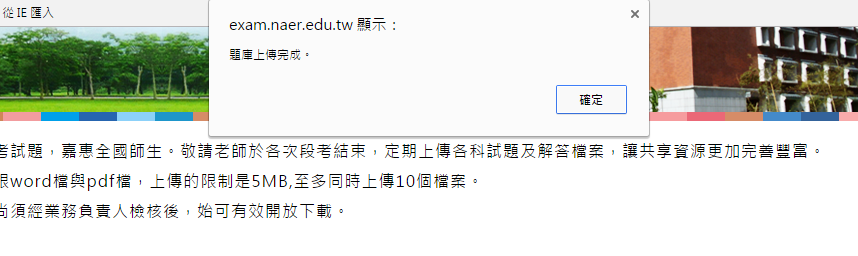 從 IE 匯入
exam.naer.edu.tw 顯示：
題庫上傳完成。
確定
考試題，嘉惠全國師生。敬請老師於各次段考結束，定期上傳各科試題及解答檔案，讓共享資源更加完善豐富。
限word檔與pdf檔，上傳的限制是5MB,至多同時上傳10個檔案。
尚須經業務負責人檢核後，始可有效開放下載。